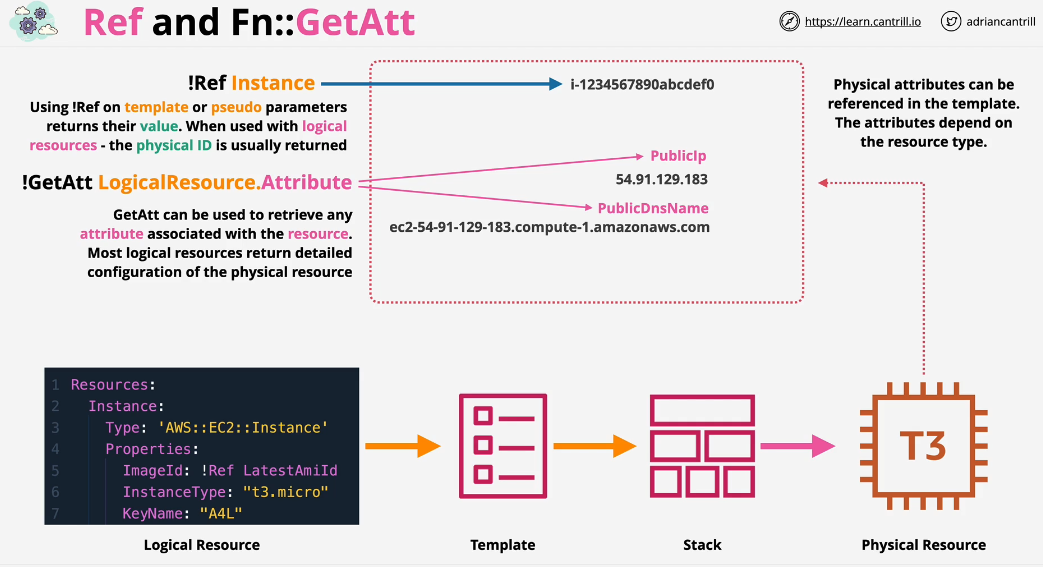 Ref and Fn::GetAtt
https://learn.cantrill.io
adriancantrill
!Ref Instance
i-1234567890abcdef0
Using !Ref on template or pseudo parameters
returns their value. When used with logical
resources - the physical ID is usually returned
Physical attributes can be
referenced in the template.
The attributes depend on
the resource type.
!GetAtt LogicalResource.Attribute
PublicIp
54.91.129.183
PublicDnsName
ec2-54-91-129-183.compute-1.amazonaws.com
GetAtt can be used to retrieve any
attribute associated with the resource.
Most logical resources return detailed
configuration of the physical resource
1 Resources:
2 Instance:
3 Type: 'AWS::EC2::Instance'
4 Properties:
5 ImageId: !Ref LatestAmiId
6 InstanceType: "t3.micro"
7 KeyName: "A4L"
T3
Logical Resource
Template
Stack
Physical Resource